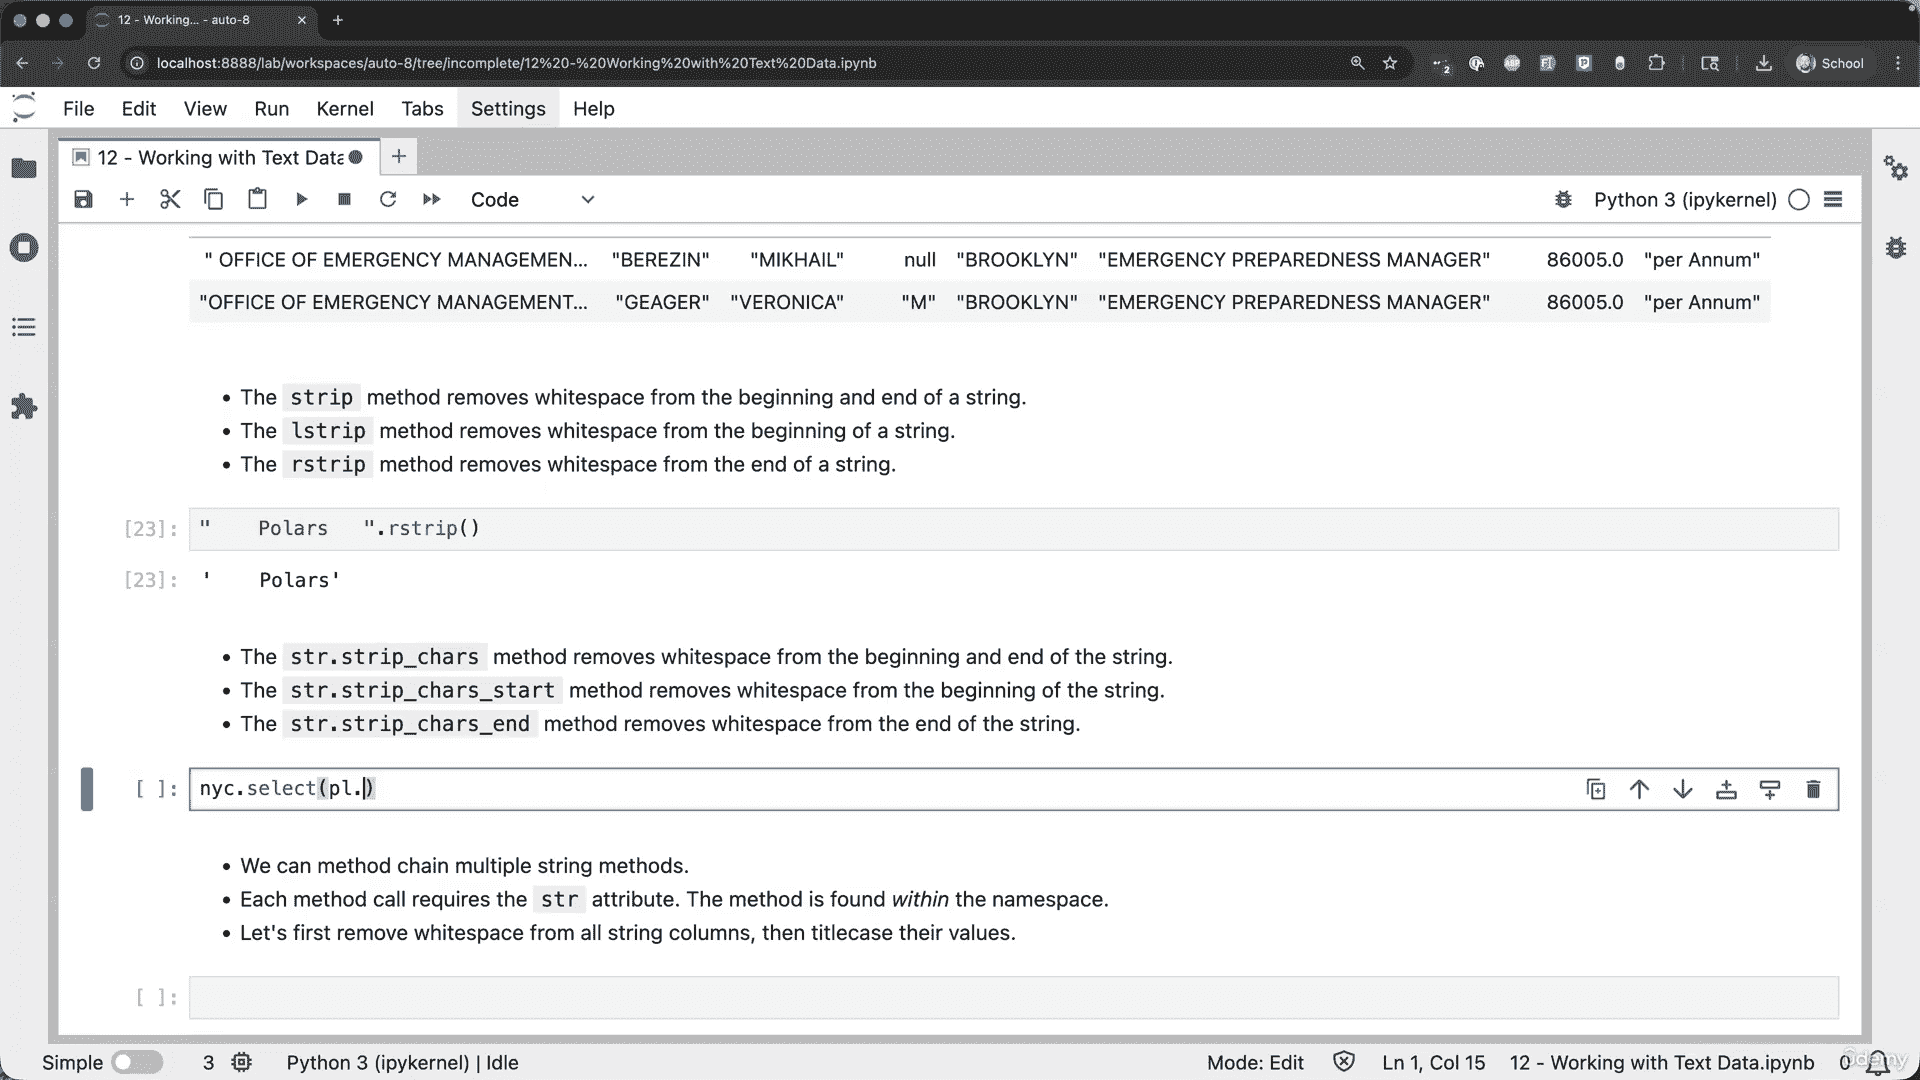 12 - Working... - auto-8
localhost:8888/lab/workspaces/auto-8/tree/incomplete/12%20-%20Working%20with%20Text%20Data.ipynb
2
School
File Edit View Run Kernel Tabs Settings Help
12 - Working with Text Data
Code
Python 3 (ipykernel)
" OFFICE OF EMERGENCY MANAGEMEN... "BEREZIN" "MIKHAIL" null "BROOKLYN" "EMERGENCY PREPAREDNESS MANAGER" 86005.0 "per Annum"
"OFFICE OF EMERGENCY MANAGEMENT... "GEAGER" "VERONICA" "M" "BROOKLYN" "EMERGENCY PREPAREDNESS MANAGER" 86005.0 "per Annum"
• The strip method removes whitespace from the beginning and end of a string.
• The lstrip method removes whitespace from the beginning of a string.
• The rstrip method removes whitespace from the end of a string.
[23]: "    Polars   ".rstrip()
[23]: '    Polars'
• The str.strip_chars method removes whitespace from the beginning and end of the string.
• The str.strip_chars_start method removes whitespace from the beginning of the string.
• The str.strip_chars_end method removes whitespace from the end of the string.
[ ]: nyc.select(pl.)
• We can method chain multiple string methods.
• Each method call requires the str attribute. The method is found within the namespace.
• Let's first remove whitespace from all string columns, then titlecase their values.
[ ]:
Simple 3 Python 3 (ipykernel) | Idle Mode: Edit Ln 1, Col 15 12 - Working with Text Data.ipynb 0
udemy